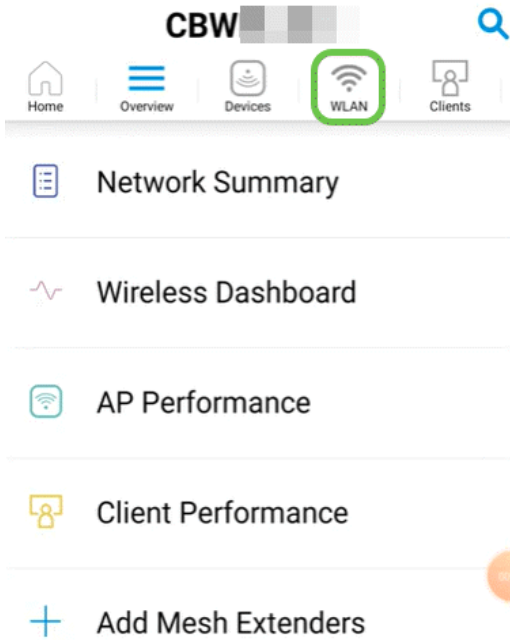 CBW
Home Overview Devices WLAN Clients
Network Summary
Wireless Dashboard
AP Performance
Client Performance
Add Mesh Extenders